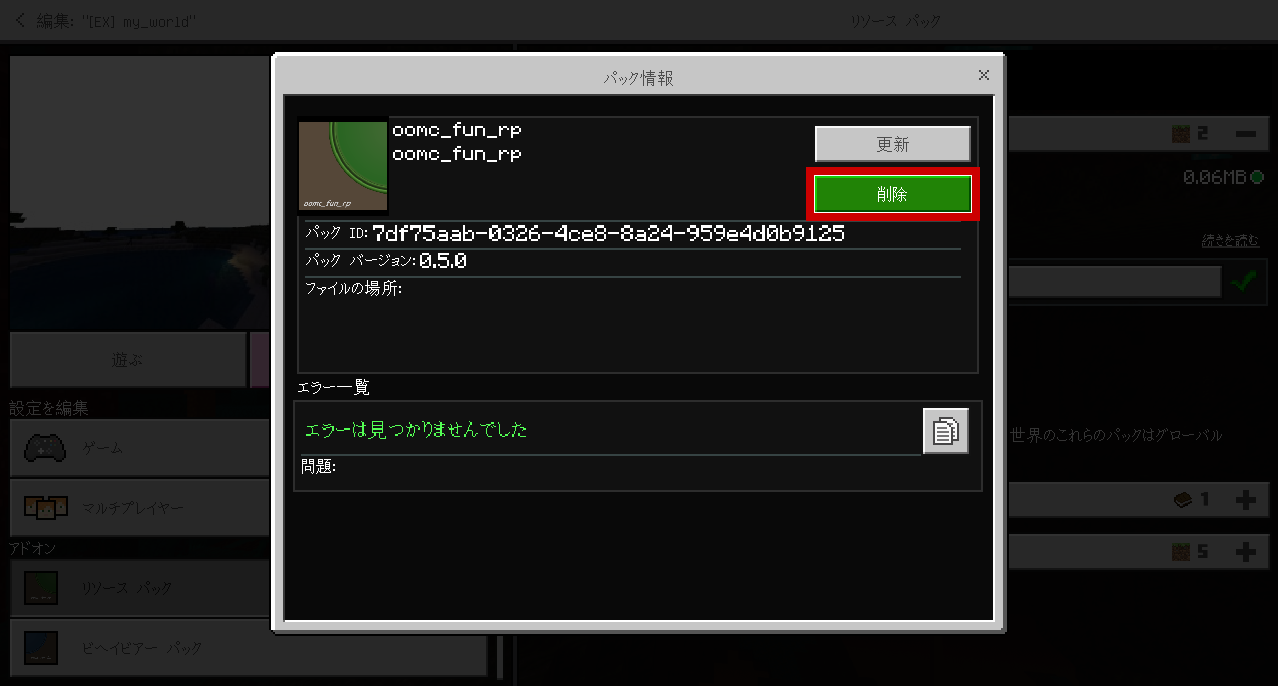 編集: "[EX] my_world"
リソース パック
パック情報
oomc_fun_rp
oomc_fun_rp
更新
oomc_fun_rp
削除
パック ID: 7df75aab-0326-4ce8-8a24-959e4d0b9125
パック バージョン: 0.5.0
ファイルの場所:
エラー一覧
エラーは見つかりませんでした
問題:
遊ぶ
設定を編集
ゲーム
マルチプレイヤー
アドオン
リソース パック
ビヘイビアー パック
2
0.06MB
続きを読む
世界のこれらのパックはグローバル
1
5